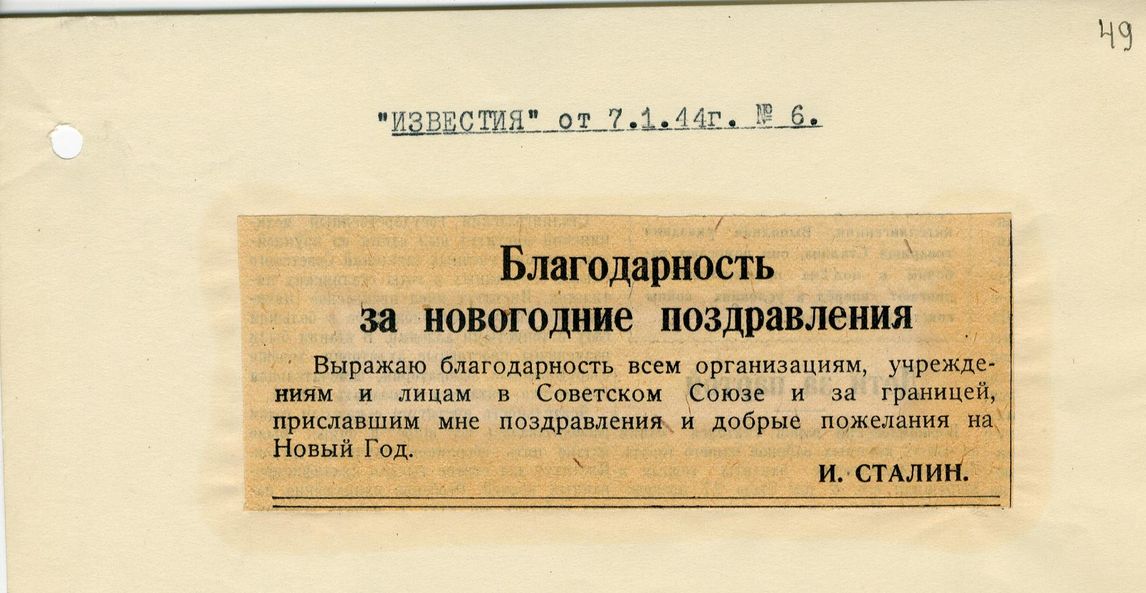 49
"ИЗВЕСТИЯ" от 7.1.44г. № 6.
Благодарность
за новогодние поздравления
Выражаю благодарность всем организациям, учрежде-
ниям и лицам в Советском Союзе и за границей,
приславшим мне поздравления и добрые пожелания на
Новый Год.
И. СТАЛИН.